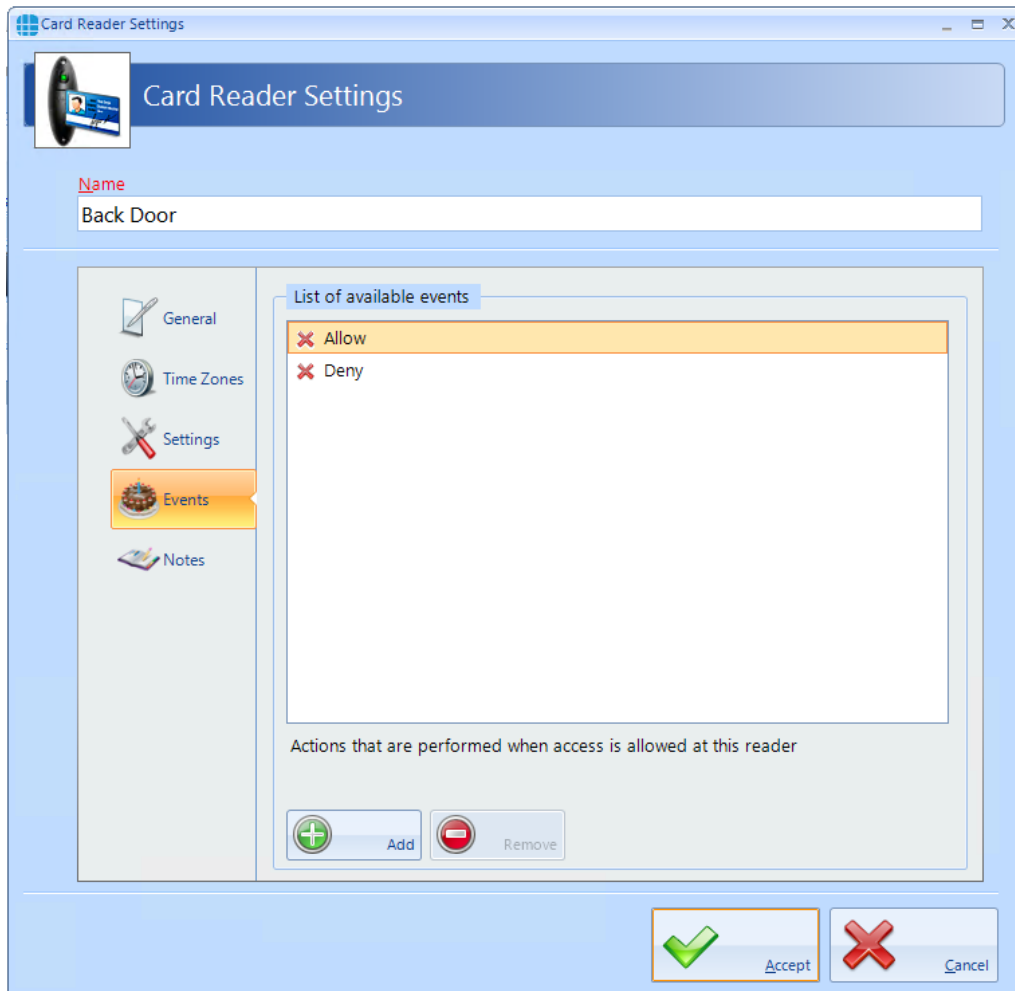 Card Reader Settings
Card Reader Settings
Name
Back Door
General
Time Zones
Settings
Events
Notes
List of available events
Allow
Deny
Actions that are performed when access is allowed at this reader
Add
Remove
Accept
Cancel